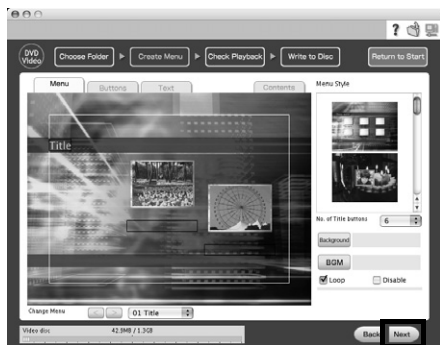 ?
DVD Video
Choose Folder
Create Menu
Check Playback
Write to Disc
Return to Start
Menu
Buttons
Text
Contents
Menu Style
Title
No. of Title buttons
6
Background
BGM
Loop
Disable
Change Menu
<
>
01 Title
Video disc
42.9MB / 1.3GB
Back
Next